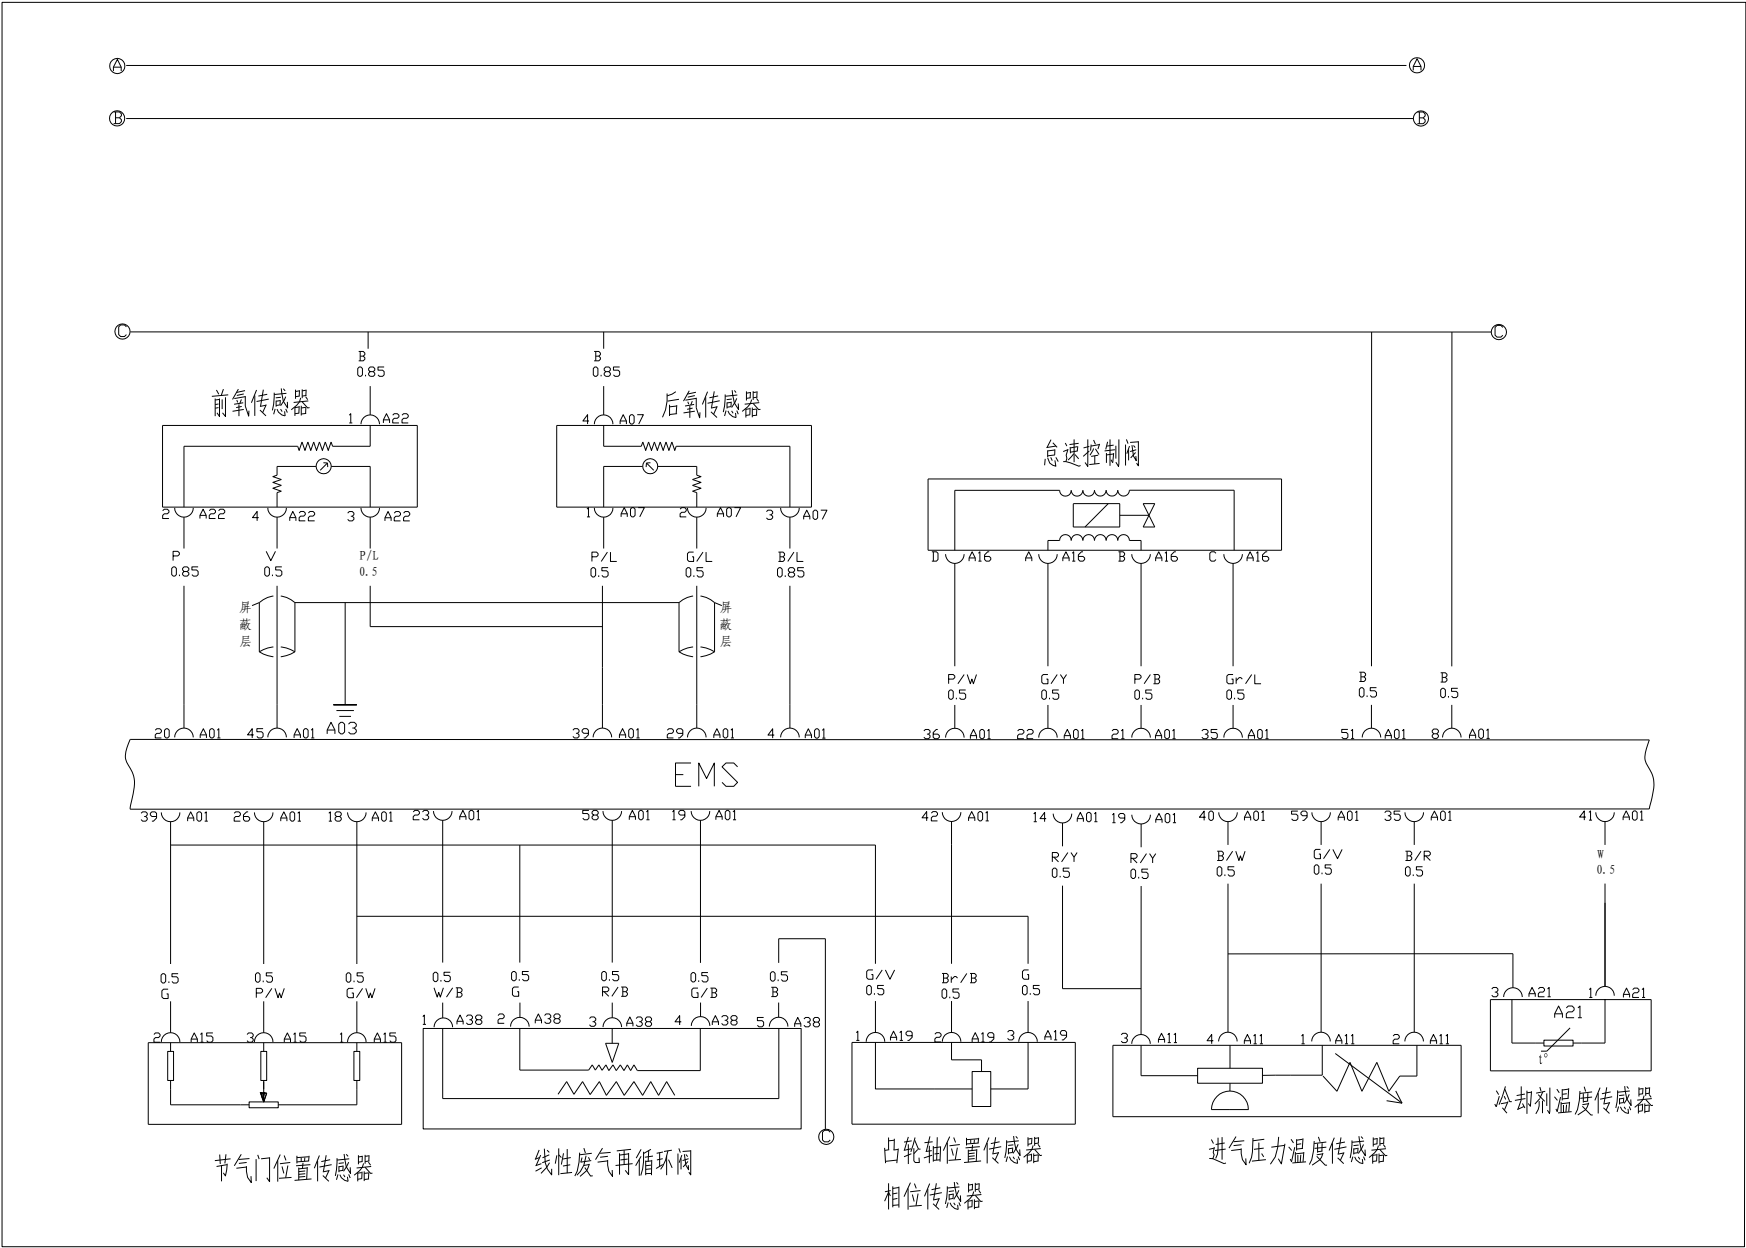 A A
B B
C C
B B
0.85 0.85
前氧传感器 后氧传感器
1 A22 4 A07
怠速控制阀
2 A22 4 A22 3 A22 1 A07 2 A07 3 A07
D A16 A A16 B A16 C A16
P V P/L P/L G/L B/L
0.85 0.5 0.5 0.5 0.5 0.85
屏 屏
蔽 蔽
层 层
P/W G/Y P/B Gr/L B B
0.5 0.5 0.5 0.5 0.5 0.5
A03
20 A01 45 A01 39 A01 29 A01 4 A01 36 A01 22 A01 21 A01 35 A01 51 A01 8 A01
EMS
39 A01 26 A01 18 A01 23 A01 58 A01 19 A01 42 A01 14 A01 19 A01 40 A01 59 A01 35 A01 41 A01
R/Y R/Y B/W G/V B/R W
0.5 0.5 0.5 0.5 0.5 0.5
0.5 0.5 0.5 0.5 0.5 0.5 0.5 0.5 G/V Br/B G
G P/W G/W W/B G R/B G/B B 0.5 0.5 0.5
3 A21 1 A21
A21
t°
1 A38 2 A38 3 A38 4 A38 5 A38
2 A15 3 A15 1 A15 1 A19 2 A19 3 A19 3 A11 4 A11 1 A11 2 A11
冷却剂温度传感器
C
节气门位置传感器 线性废气再循环阀 凸轮轴位置传感器 进气压力温度传感器
相位传感器